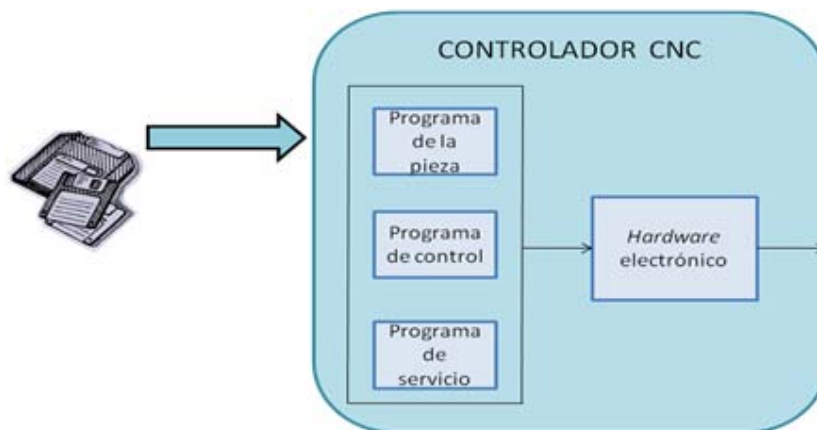 CONTROLADOR CNC
Programa
de la
pieza
Programa
de control
Programa
de
servicio
Hardware
electrónico